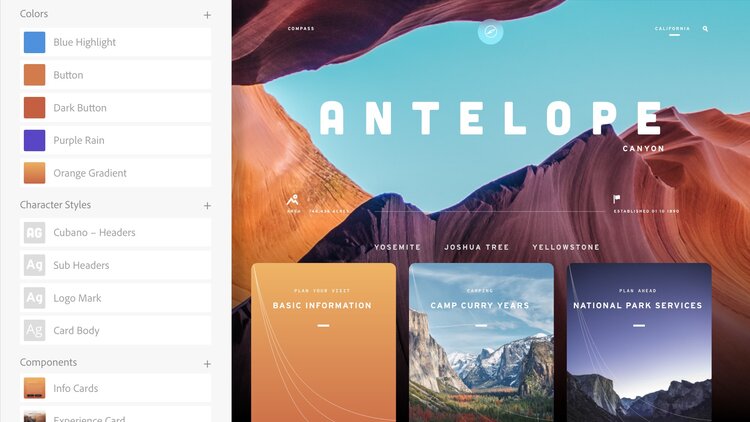 Colors +
Blue Highlight
Button
Dark Button
Purple Rain
Orange Gradient
Character Styles +
AG Cubano – Headers
Ag Sub Headers
Ag Logo Mark
Ag Card Body
Components +
Info Cards
Experience Card
COMPASS
CALIFORNIA
ANTELOPE
CANYON
ESTABLISHED 01 10 1890
YOSEMITE JOSHUA TREE YELLOWSTONE
PLAN YOUR VISIT
BASIC INFORMATION
CAMPING
CAMP CURRY YEARS
PLAN AHEAD
NATIONAL PARK SERVICES